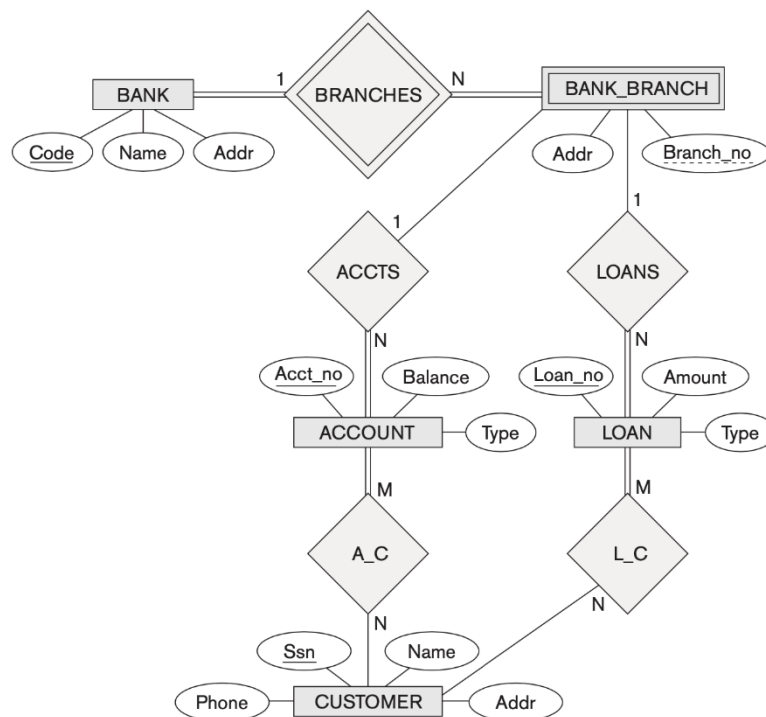 1
N
BANK
BRANCHES
BANK_BRANCH
Code
Name
Addr
Addr
Branch_no
1
1
ACCTS
LOANS
N
N
Acct_no
Balance
Loan_no
Amount
ACCOUNT
Type
LOAN
Type
M
M
A_C
L_C
N
N
Ssn
Name
Phone
CUSTOMER
Addr